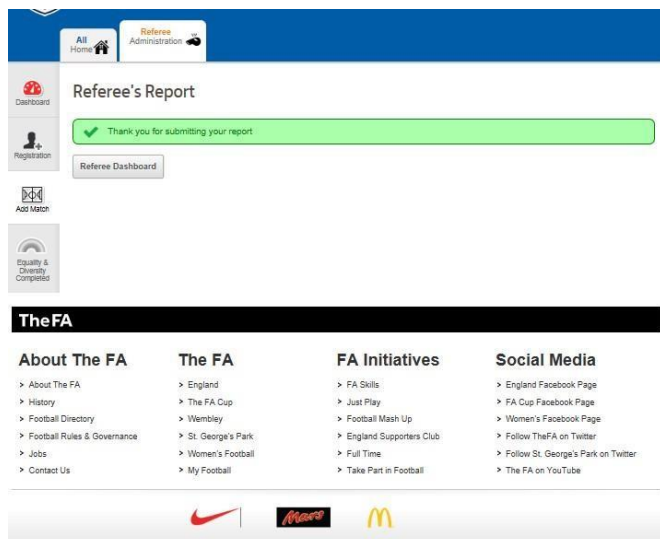 All
Home
Referee
Administration
Dashboard
Registration
Add Match
Equality &
Diversity
Completed
Referee's Report
Thank you for submitting your report
Referee Dashboard
TheFA
About The FA
> About The FA
> History
> Football Directory
> Football Rules & Governance
> Jobs
> Contact Us
The FA
> England
> The FA Cup
> Wembley
> St. George's Park
> Women's Football
> My Football
FA Initiatives
> FA Skills
> Just Play
> Football Mash Up
> England Supporters Club
> Full Time
> Take Part in Football
Social Media
> England Facebook Page
> FA Cup Facebook Page
> Women's Facebook Page
> Follow TheFA on Twitter
> Follow St. George's Park on Twitter
> The FA on YouTube
Mars